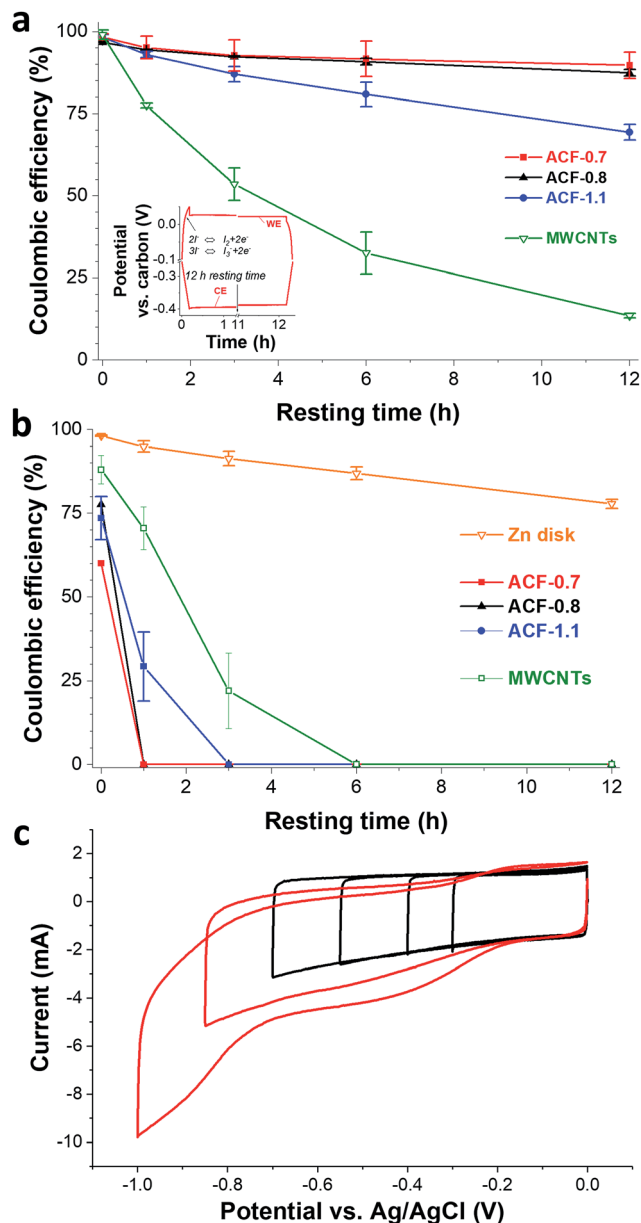 a
100
75
50
25
0
Coulombic efficiency (%)
ACF-0.7
ACF-0.8
ACF-1.1
MWCNTs
0.0
-0.1
-0.3
-0.4
Potential
vs. carbon (V)
WE
2I⁻ ⇔ I₂+2e⁻
3I⁻ ⇔ I₃⁻+2e⁻
12 h resting time
CE
0 1 11 12
Time (h)
0 2 4 6 8 10 12
Resting time (h)
b
100
75
50
25
0
Coulombic efficiency (%)
Zn disk
ACF-0.7
ACF-0.8
ACF-1.1
MWCNTs
0 2 4 6 8 10 12
Resting time (h)
c
2
0
-2
-4
-6
-8
-10
Current (mA)
-1.0 -0.8 -0.6 -0.4 -0.2 0.0
Potential vs. Ag/AgCl (V)